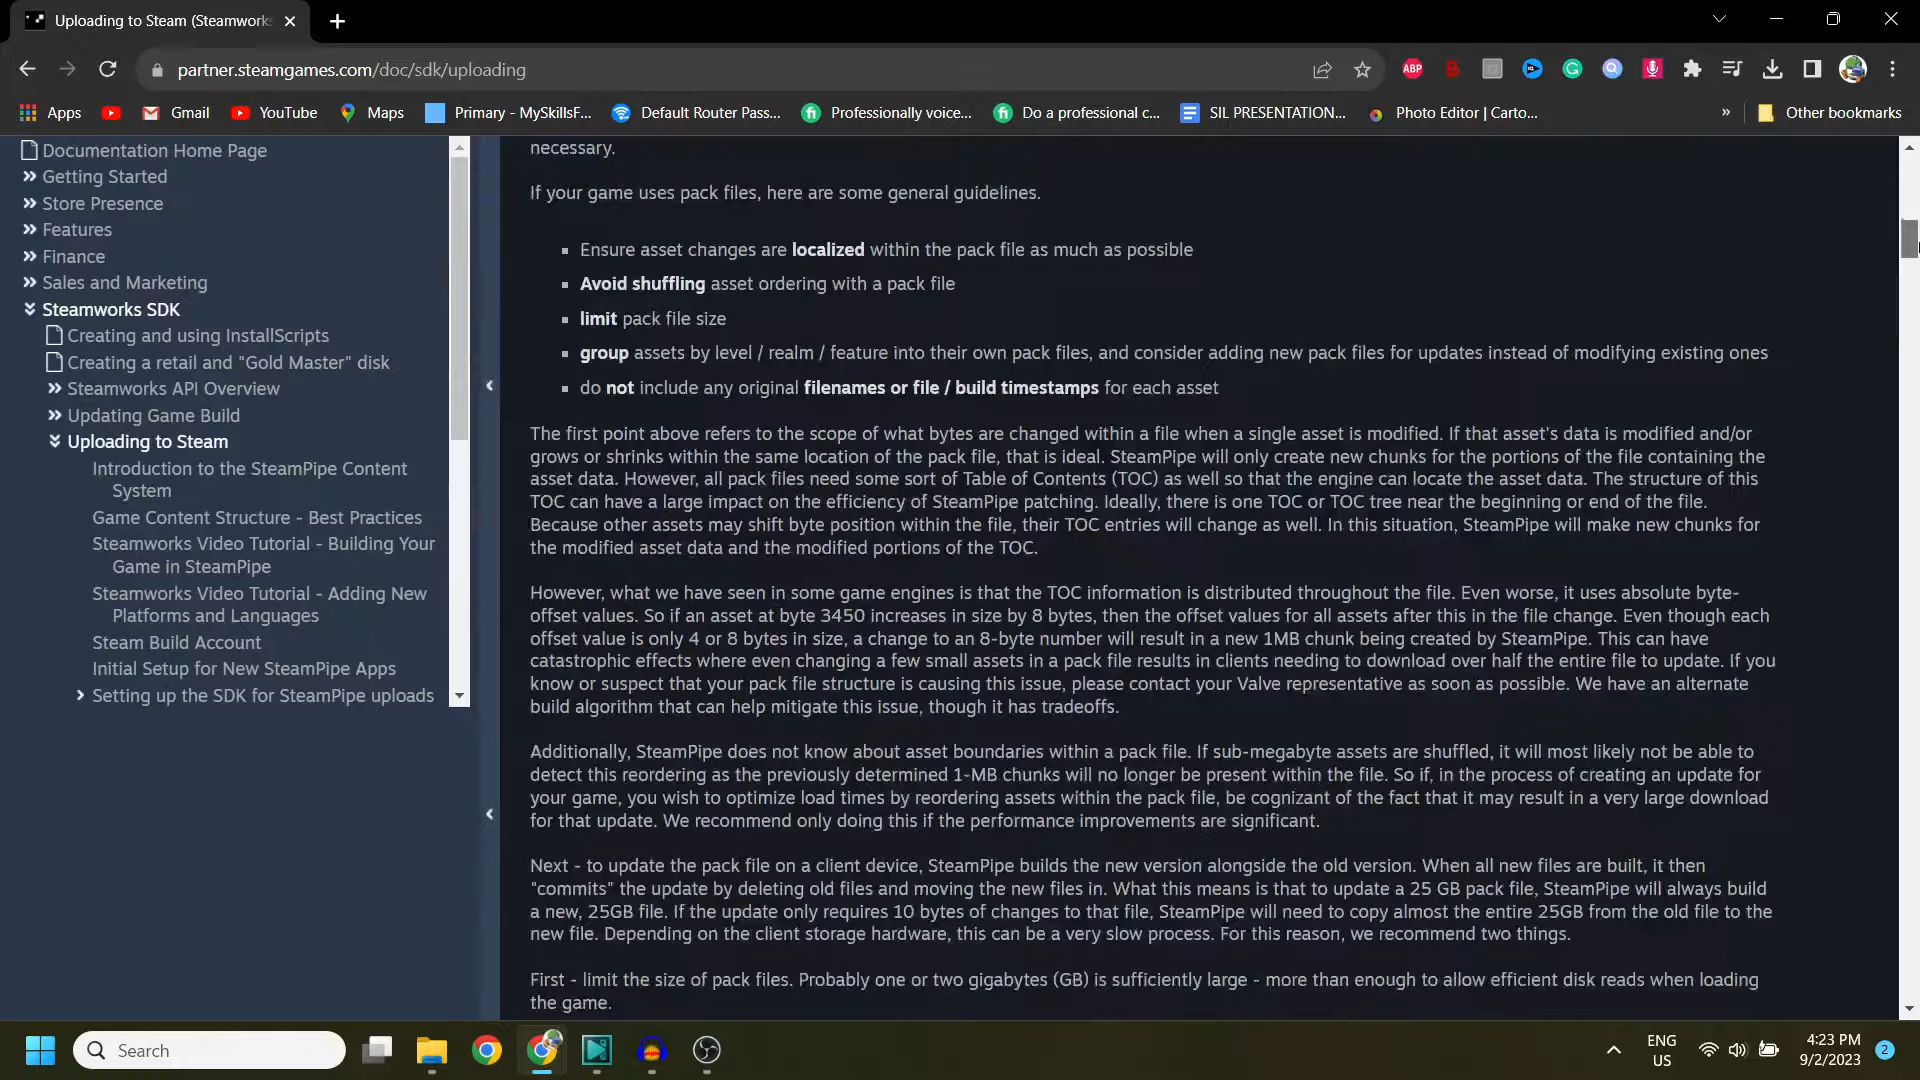 Uploading to Steam (Steamworks
partner.steamgames.com/doc/sdk/uploading
ABP
Apps
Gmail
YouTube
Maps
Primary - MySkillsF...
Default Router Pass...
Professionally voice...
Do a professional c...
SIL PRESENTATION...
Photo Editor | Carto...
»
Other bookmarks
Documentation Home Page
Getting Started
Store Presence
Features
Finance
Sales and Marketing
Steamworks SDK
Creating and using InstallScripts
Creating a retail and "Gold Master" disk
Steamworks API Overview
Updating Game Build
Uploading to Steam
Introduction to the SteamPipe Content
System
Game Content Structure - Best Practices
Steamworks Video Tutorial - Building Your
Game in SteamPipe
Steamworks Video Tutorial - Adding New
Platforms and Languages
Steam Build Account
Initial Setup for New SteamPipe Apps
Setting up the SDK for SteamPipe uploads
necessary.
If your game uses pack files, here are some general guidelines.
Ensure asset changes are localized within the pack file as much as possible
Avoid shuffling asset ordering with a pack file
limit pack file size
group assets by level / realm / feature into their own pack files, and consider adding new pack files for updates instead of modifying existing ones
do not include any original filenames or file / build timestamps for each asset
The first point above refers to the scope of what bytes are changed within a file when a single asset is modified. If that asset's data is modified and/or
grows or shrinks within the same location of the pack file, that is ideal. SteamPipe will only create new chunks for the portions of the file containing the
asset data. However, all pack files need some sort of Table of Contents (TOC) as well so that the engine can locate the asset data. The structure of this
TOC can have a large impact on the efficiency of SteamPipe patching. Ideally, there is one TOC or TOC tree near the beginning or end of the file.
Because other assets may shift byte position within the file, their TOC entries will change as well. In this situation, SteamPipe will make new chunks for
the modified asset data and the modified portions of the TOC.
However, what we have seen in some game engines is that the TOC information is distributed throughout the file. Even worse, it uses absolute byte-
offset values. So if an asset at byte 3450 increases in size by 8 bytes, then the offset values for all assets after this in the file change. Even though each
offset value is only 4 or 8 bytes in size, a change to an 8-byte number will result in a new 1MB chunk being created by SteamPipe. This can have
catastrophic effects where even changing a few small assets in a pack file results in clients needing to download over half the entire file to update. If you
know or suspect that your pack file structure is causing this issue, please contact your Valve representative as soon as possible. We have an alternate
build algorithm that can help mitigate this issue, though it has tradeoffs.
Additionally, SteamPipe does not know about asset boundaries within a pack file. If sub-megabyte assets are shuffled, it will most likely not be able to
detect this reordering as the previously determined 1-MB chunks will no longer be present within the file. So if, in the process of creating an update for
your game, you wish to optimize load times by reordering assets within the pack file, be cognizant of the fact that it may result in a very large download
for that update. We recommend only doing this if the performance improvements are significant.
Next - to update the pack file on a client device, SteamPipe builds the new version alongside the old version. When all new files are built, it then
"commits" the update by deleting old files and moving the new files in. What this means is that to update a 25 GB pack file, SteamPipe will always build
a new, 25GB file. If the update only requires 10 bytes of changes to that file, SteamPipe will need to copy almost the entire 25GB from the old file to the
new file. Depending on the client storage hardware, this can be a very slow process. For this reason, we recommend two things.
First - limit the size of pack files. Probably one or two gigabytes (GB) is sufficiently large - more than enough to allow efficient disk reads when loading
the game.
Search
ENG
US
4:23 PM
9/2/2023
2